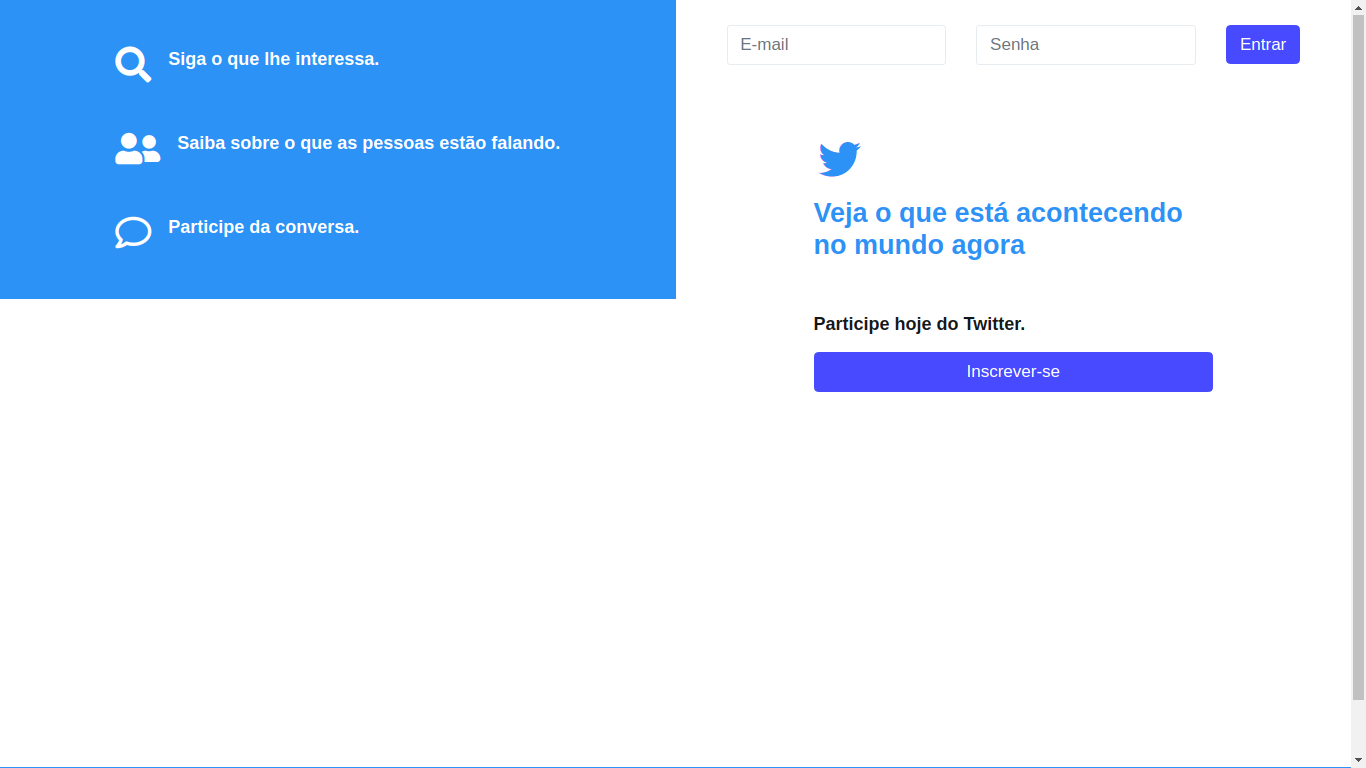 Siga o que lhe interessa.
Saiba sobre o que as pessoas estão falando.
Participe da conversa.
E-mail
Senha
Entrar
Veja o que está acontecendo
no mundo agora
Participe hoje do Twitter.
Inscrever-se